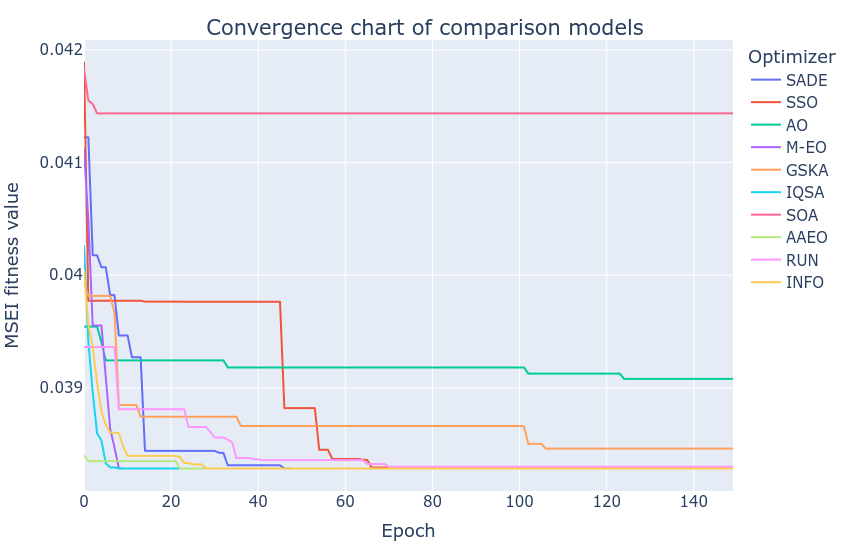 Convergence chart of comparison models
MSEI fitness value
0.042
0.041
0.04
0.039
0
20
40
60
80
100
120
140
Epoch
Optimizer
SADE
SSO
AO
M-EO
GSKA
IQSA
SOA
AAEO
RUN
INFO